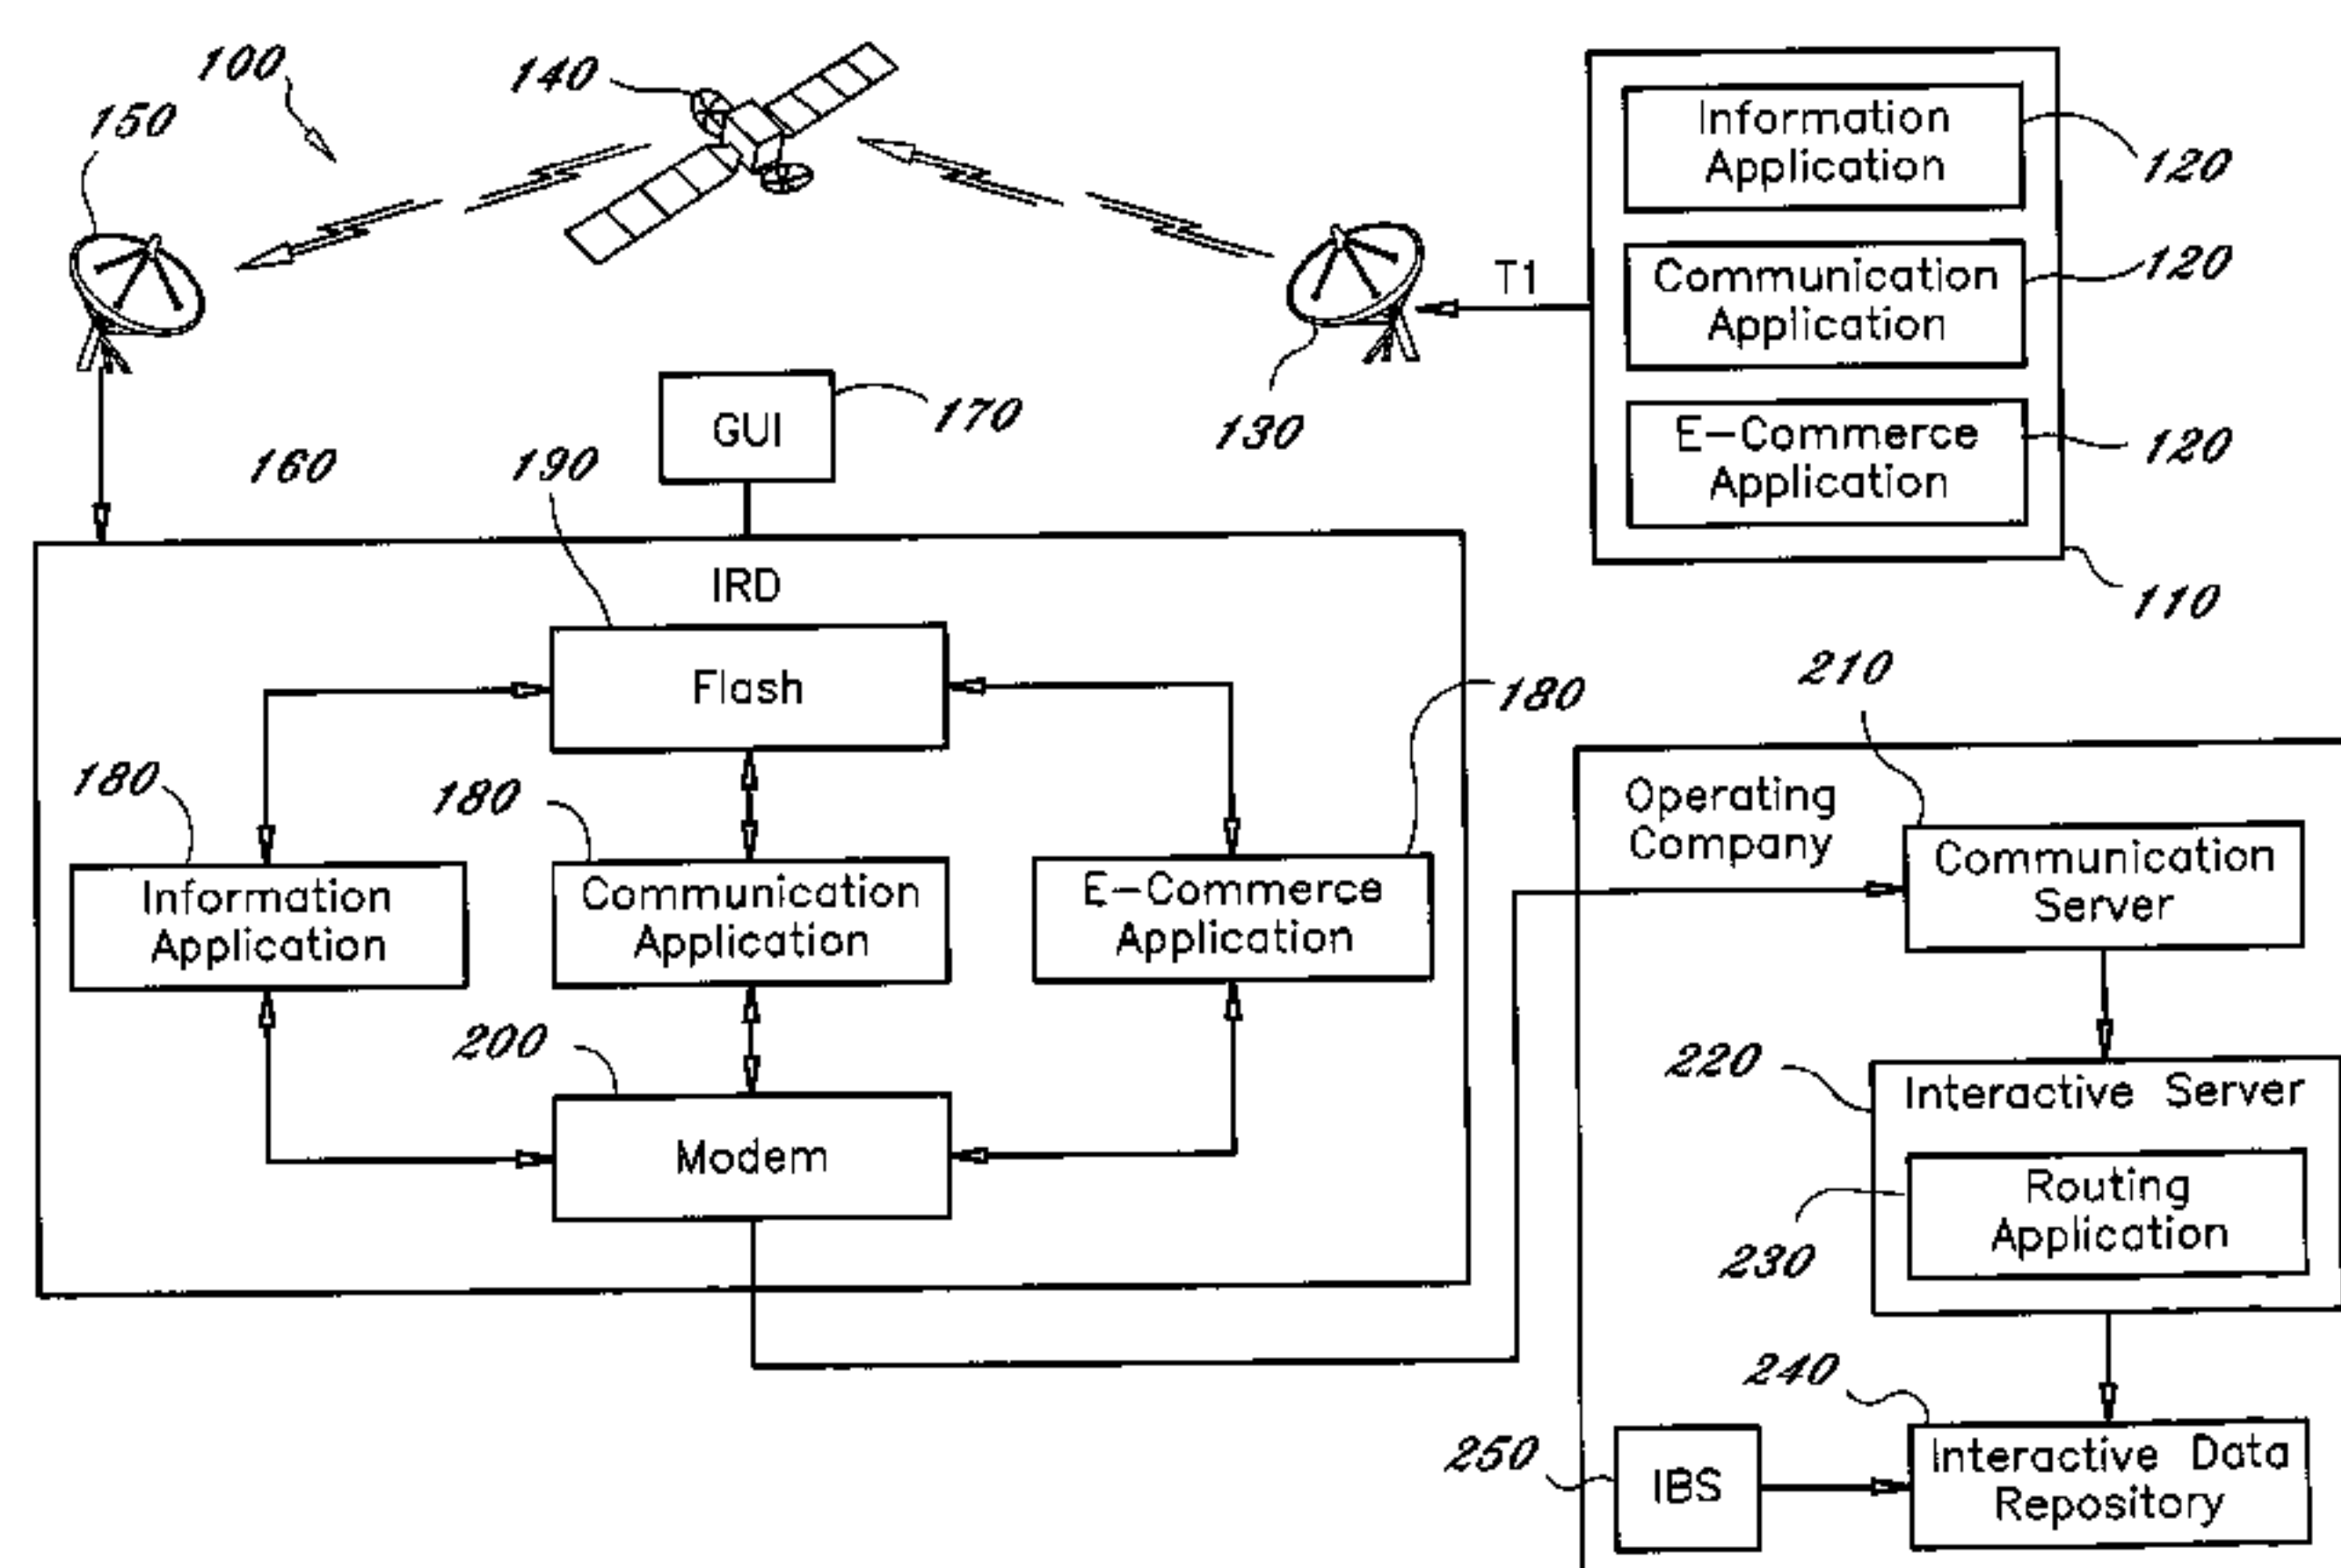 100
140
150
Information
Application
120
Communication
Application
120
E-Commerce
Application
120
T1
130
110
GUI
170
160
190
IRD
Flash
180
180
180
Information
Application
Communication
Application
E-Commerce
Application
200
Modem
210
Operating
Company
Communication
Server
220
Interactive Server
Routing
Application
230
240
250
IBS
Interactive Data
Repository